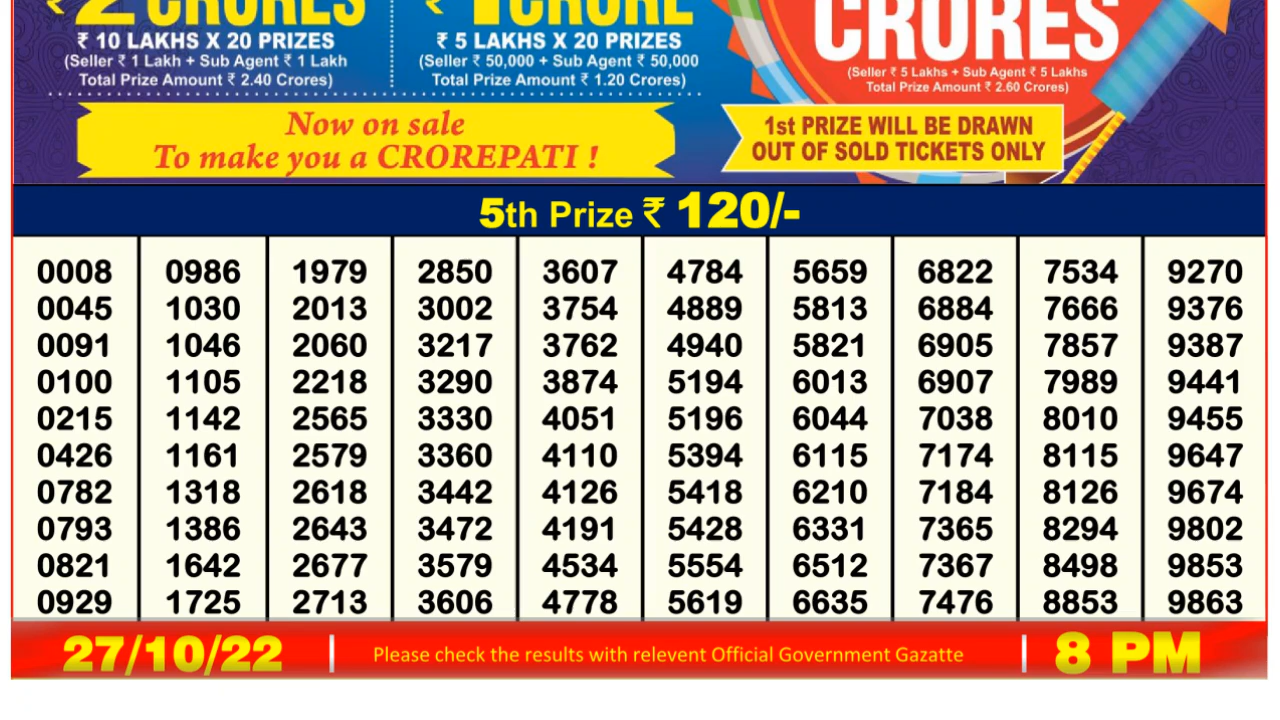 ₹ 2 CRORES
₹ 1 CRORE
CRORES
₹ 10 LAKHS X 20 PRIZES
(Seller ₹ 1 Lakh + Sub Agent ₹ 1 Lakh
Total Prize Amount ₹ 2.40 Crores)
₹ 5 LAKHS X 20 PRIZES
(Seller ₹ 50,000 + Sub Agent ₹ 50,000
Total Prize Amount ₹ 1.20 Crores)
(Seller ₹ 5 Lakhs + Sub Agent ₹ 5 Lakhs
Total Prize Amount ₹ 2.60 Crores)
Now on sale
To make you a CROREPATI !
1st PRIZE WILL BE DRAWN
OUT OF SOLD TICKETS ONLY
5th Prize ₹ 120/-
0008 0986 1979 2850 3607 4784 5659 6822 7534 9270
0045 1030 2013 3002 3754 4889 5813 6884 7666 9376
0091 1046 2060 3217 3762 4940 5821 6905 7857 9387
0100 1105 2218 3290 3874 5194 6013 6907 7989 9441
0215 1142 2565 3330 4051 5196 6044 7038 8010 9455
0426 1161 2579 3360 4110 5394 6115 7174 8115 9647
0782 1318 2618 3442 4126 5418 6210 7184 8126 9674
0793 1386 2643 3472 4191 5428 6331 7365 8294 9802
0821 1642 2677 3579 4534 5554 6512 7367 8498 9853
0929 1725 2713 3606 4778 5619 6635 7476 8853 9863
27/10/22 Please check the results with relevent Official Government Gazatte 8 PM